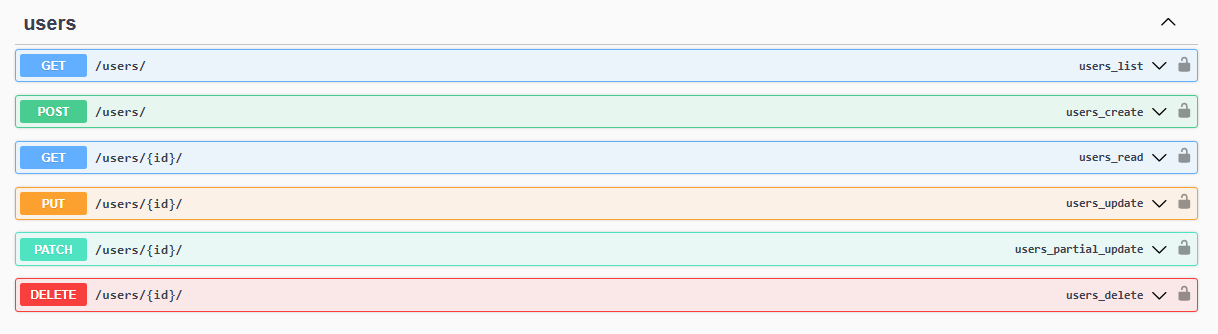 users
GET /users/ users_list
POST /users/ users_create
GET /users/{id}/ users_read
PUT /users/{id}/ users_update
PATCH /users/{id}/ users_partial_update
DELETE /users/{id}/ users_delete